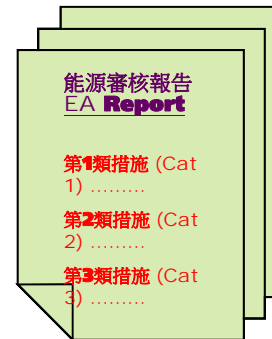 能源審核報告
EA Report
第1類措施 (Cat
1) .........
第2類措施 (Cat
2) .........
第3類措施 (Cat
3) .........